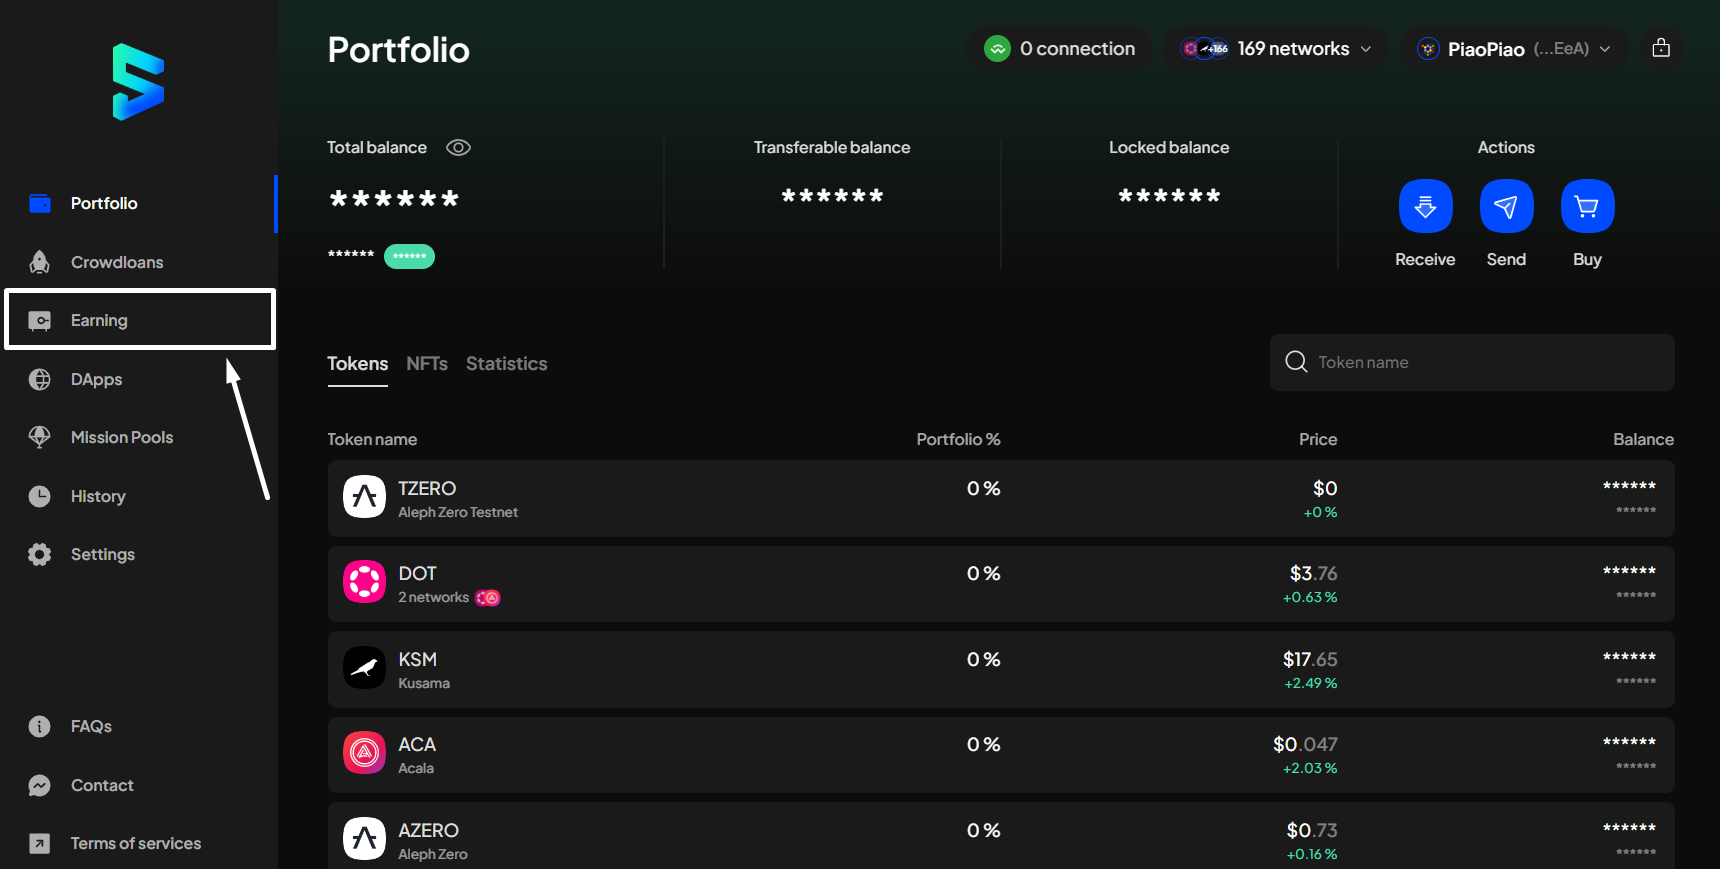 Portfolio
0 connection
+166 169 networks
PiaoPiao (...EeA)
Portfolio
Crowdloans
Earning
DApps
Mission Pools
History
Settings
FAQs
Contact
Terms of services
Total balance
******
****** ******
Transferable balance
******
Locked balance
******
Actions
Receive Send Buy
Tokens NFTs Statistics
Token name
Token name Portfolio % Price Balance
TZERO 0 % $0 ******
Aleph Zero Testnet +0 % ******
DOT 0 % $3.76 ******
2 networks +0.63 % ******
KSM 0 % $17.65 ******
Kusama +2.49 % ******
ACA 0 % $0.047 ******
Acala +2.03 % ******
AZERO 0 % $0.73 ******
Aleph Zero +0.16 % ******